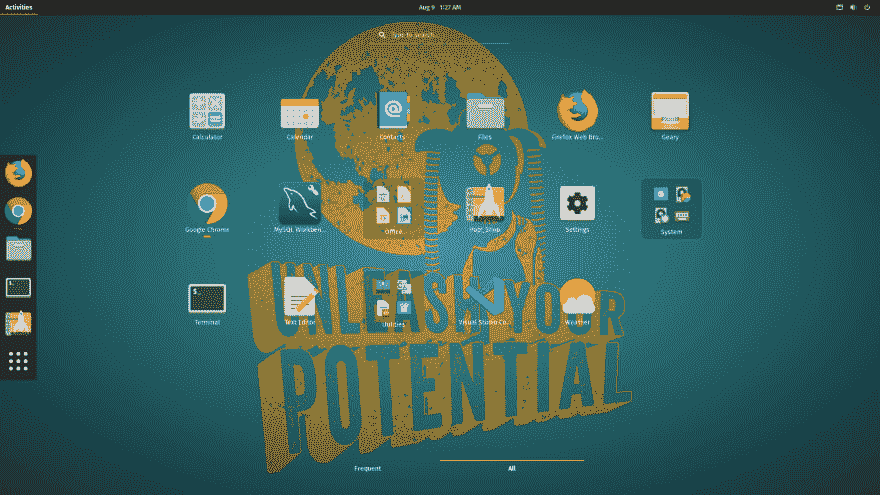 Activities
Aug 9 1:27 AM
Type to search...
Calculator
Calendar
Contacts
Files
Firefox Web Bro...
Geary
Google Chrome
MySQL Workben...
Office
Pop!_Shop
Settings
System
Terminal
Text Editor
Utilities
Visual Studio Co...
Weather
UNLEASH YOUR
POTENTIAL
Frequent
All